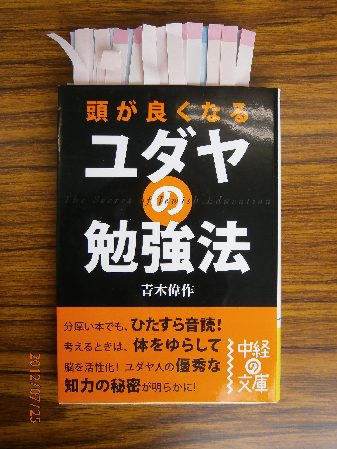 頭が良くなる
ユダヤ
The Secret of Jewish Education
の
勉強法
青木偉作
分厚い本でも、ひたすら音読!
考えるときは、体をゆらして
脳を活性化! ユダヤ人の優秀な
知力の秘密が明らかに!
中経
の
文庫
2012/07/25